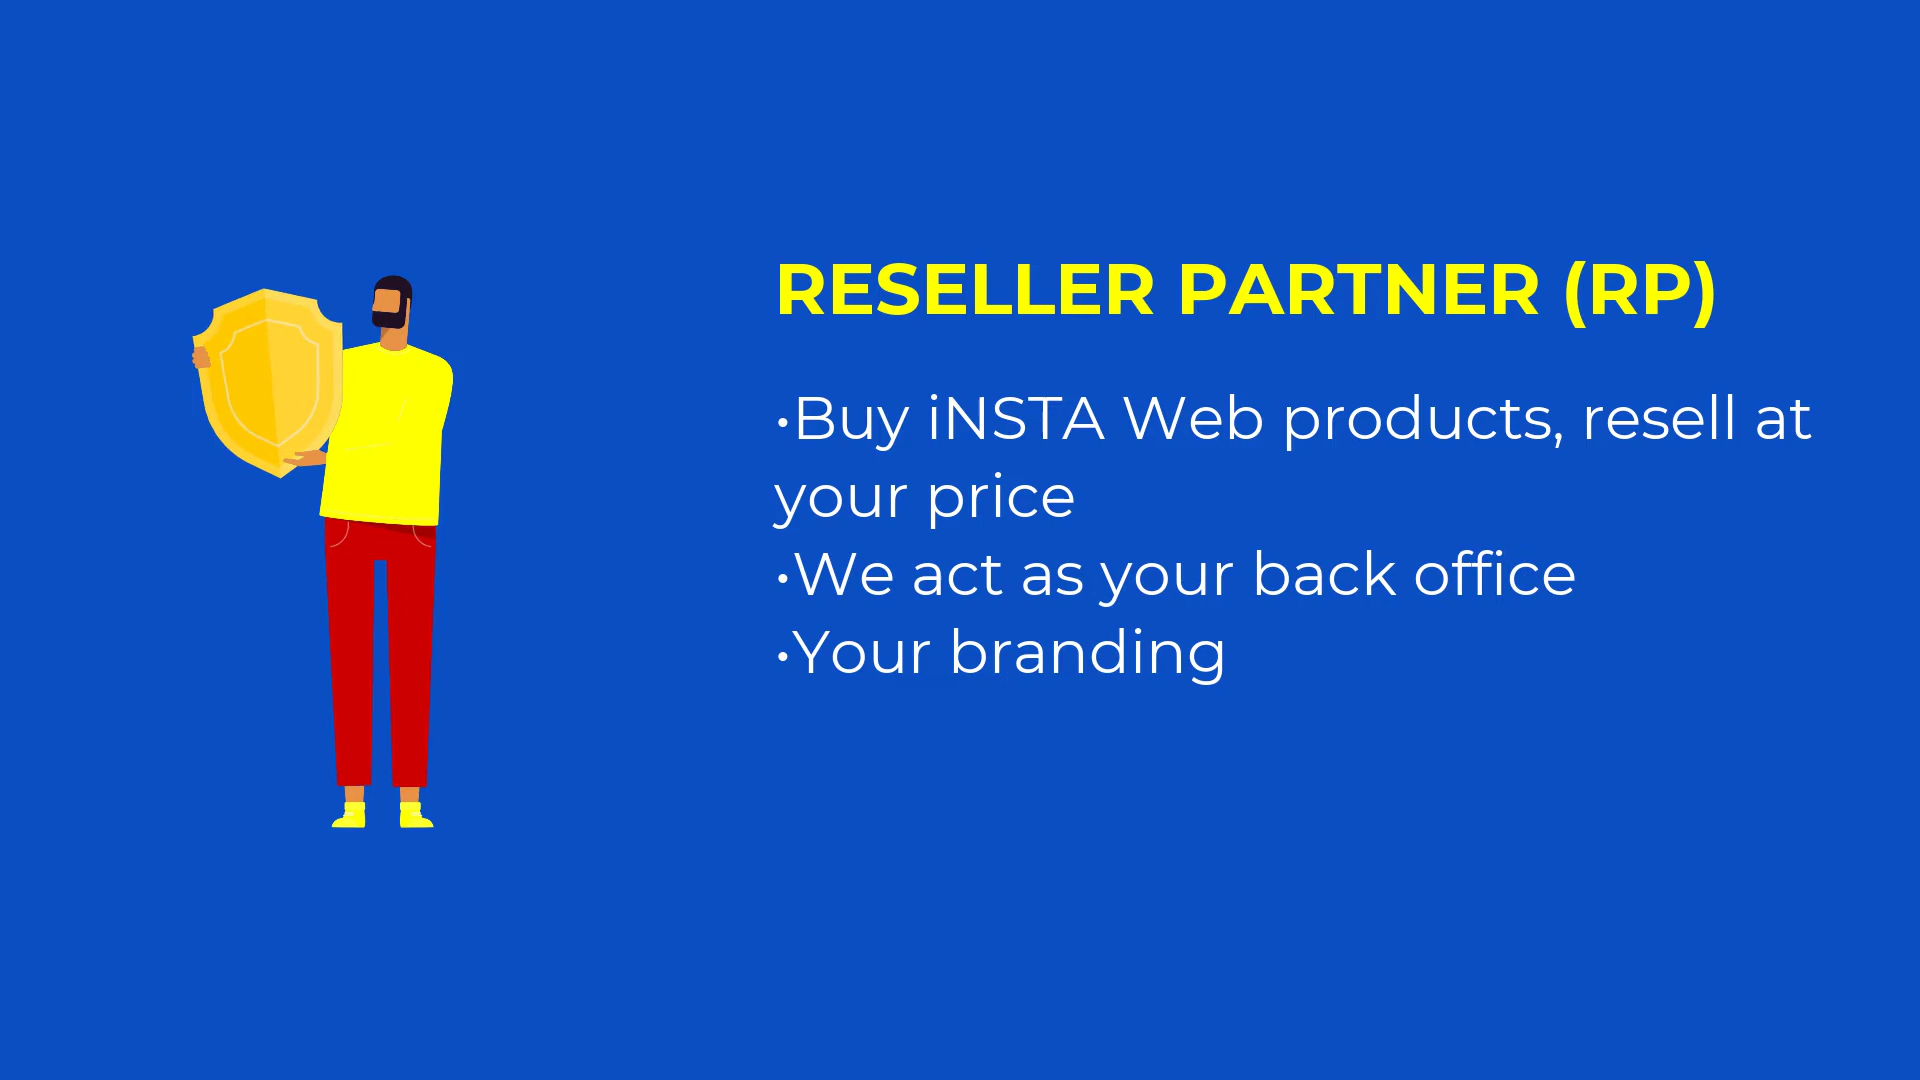 RESELLER PARTNER (RP)
•Buy iNSTA Web products, resell at
your price
•We act as your back office
•Your branding